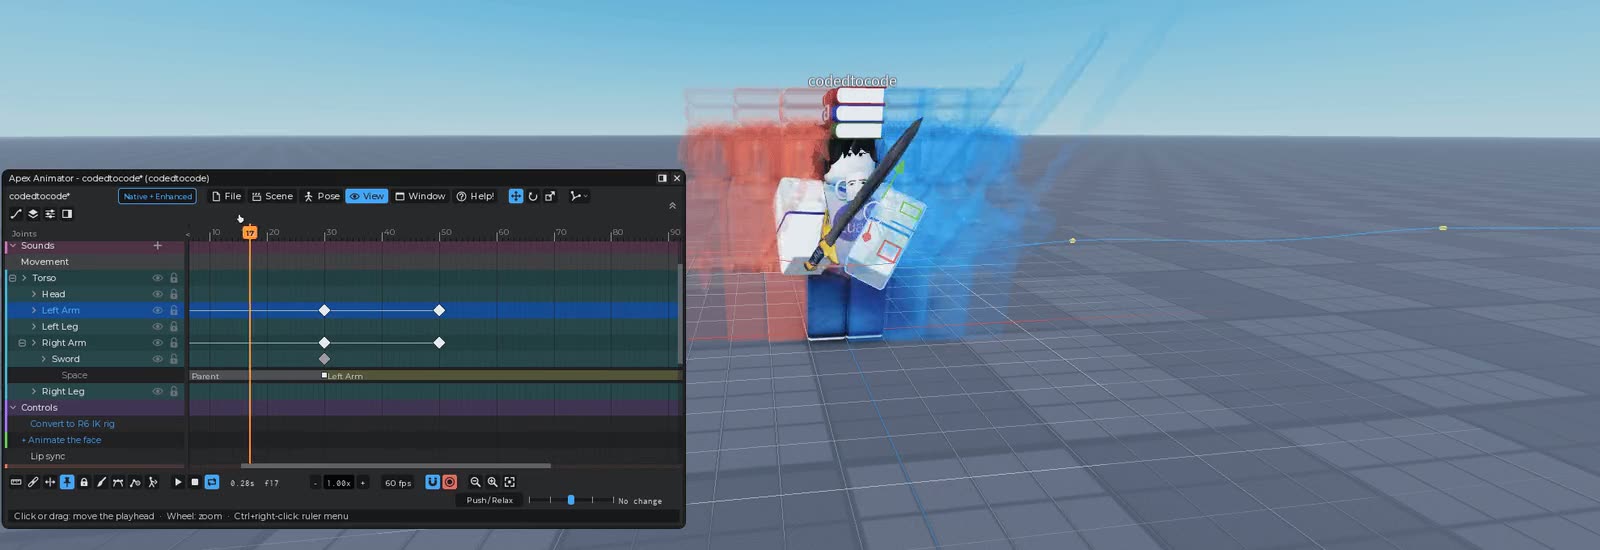 codedtocode
Apex Animator - codedtocode* (codedtocode)
codedtocode*
Native + Enhanced
File
Scene
Pose
View
Window
Help!
Joints
10
17
20
30
40
50
60
70
80
90
Sounds
Movement
Torso
Head
Left Arm
Left Leg
Right Arm
Sword
Space
Parent
Left Arm
Right Leg
Controls
Convert to R6 IK rig
+ Animate the face
Lip sync
0.28s f17
- 1.00x +
60 fps
Push/Relax
No change
Click or drag: move the playhead · Wheel: zoom · Ctrl+right-click: ruler menu